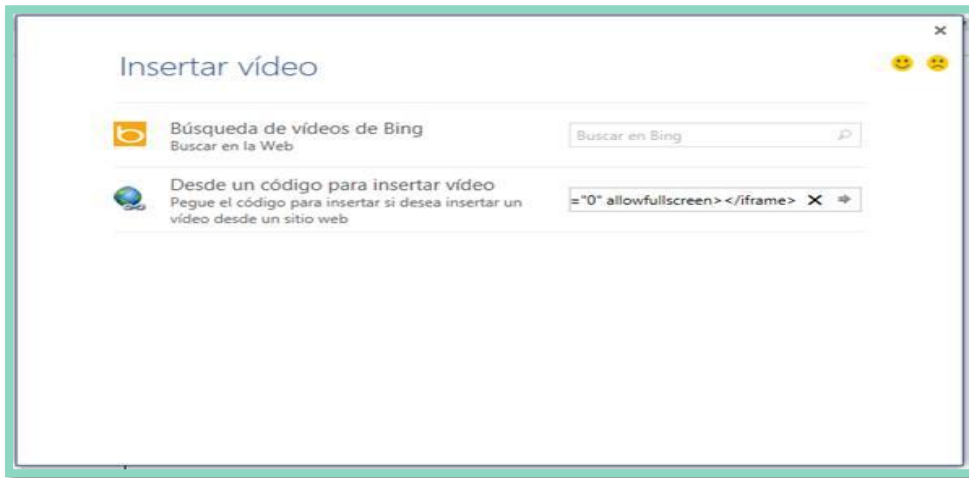 Insertar vídeo
Búsqueda de vídeos de Bing
Buscar en la Web
Buscar en Bing
Desde un código para insertar vídeo
Pegue el código para insertar si desea insertar un
vídeo desde un sitio web
="0" allowfullscreen></iframe>